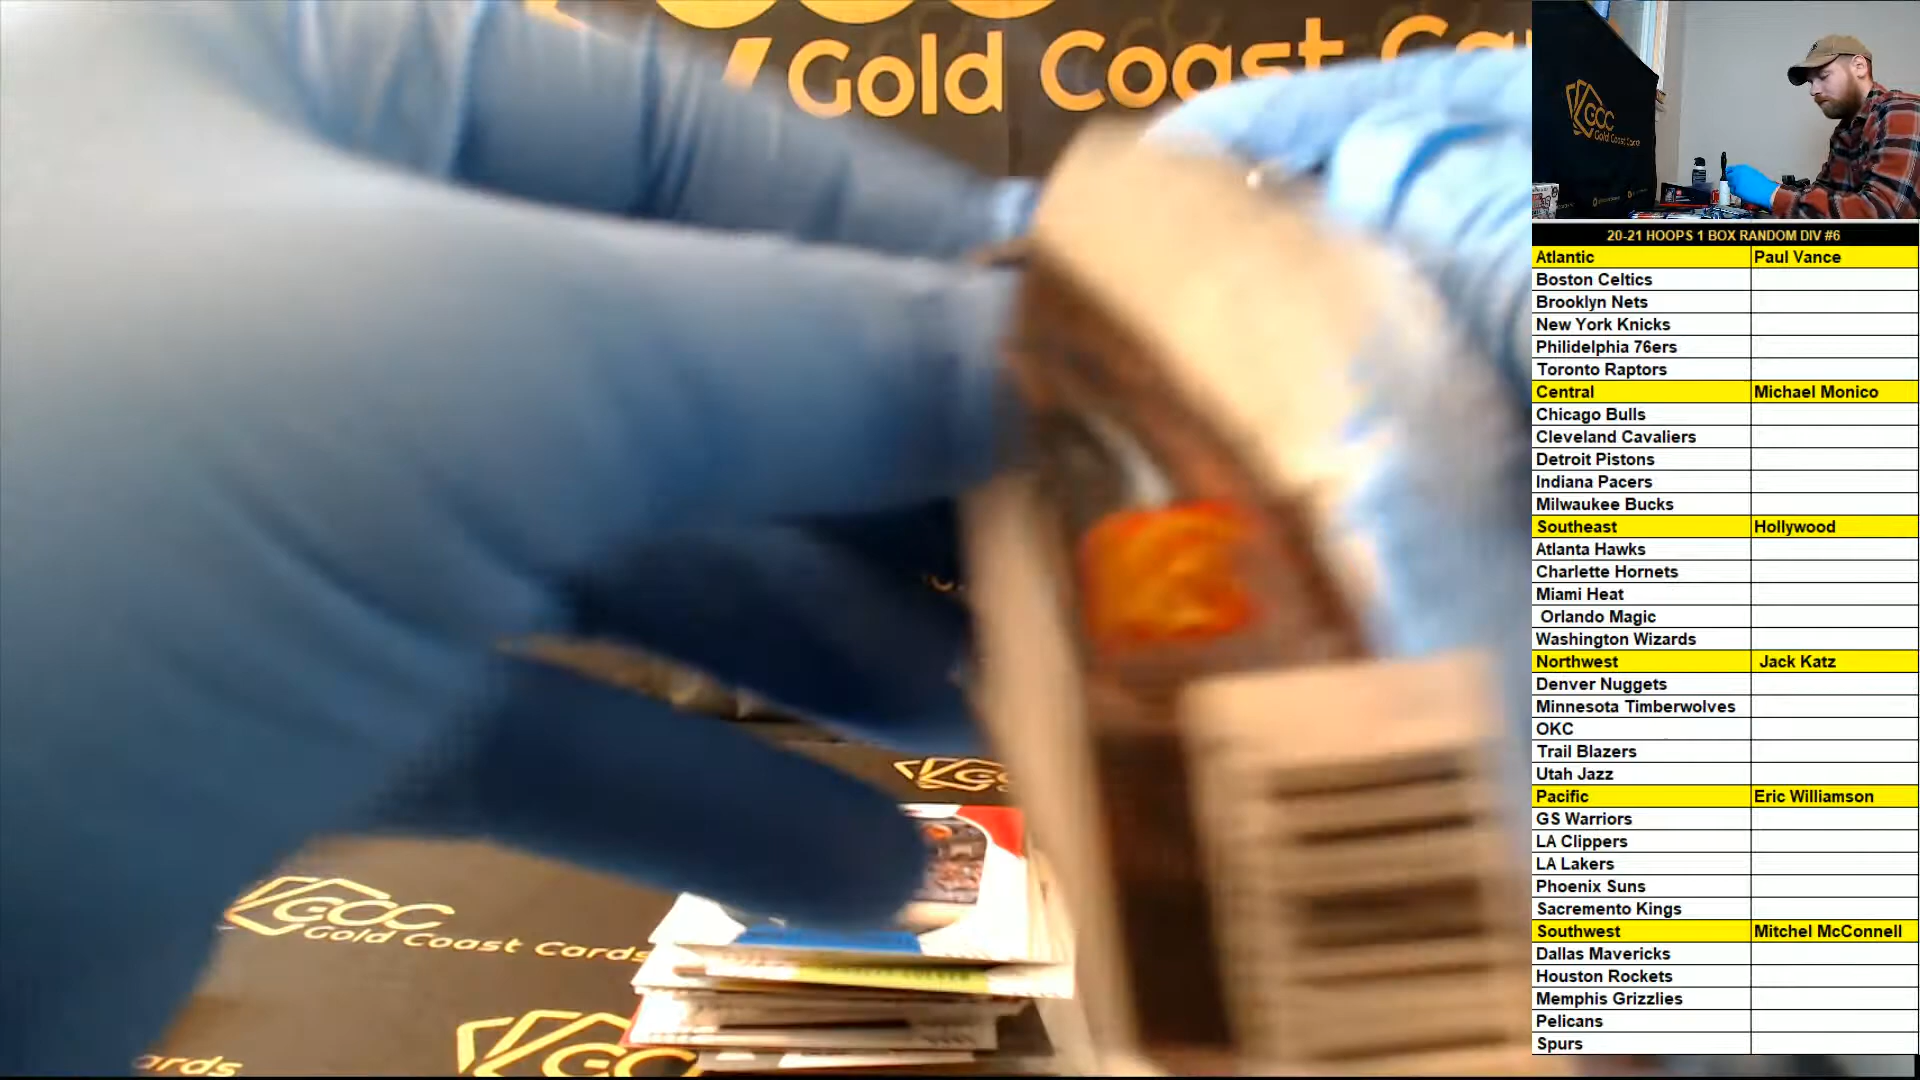 Gold Coast Ca
GCC
Gold Coast Card
20-21 HOOPS 1 BOX RANDOM DIV #6
Atlantic Paul Vance
Boston Celtics
Brooklyn Nets
New York Knicks
Philidelphia 76ers
Toronto Raptors
Central Michael Monico
Chicago Bulls
Cleveland Cavaliers
Detroit Pistons
Indiana Pacers
Milwaukee Bucks
Southeast Hollywood
Atlanta Hawks
Charlette Hornets
Miami Heat
Orlando Magic
Washington Wizards
Northwest Jack Katz
Denver Nuggets
Minnesota Timberwolves
OKC
Trail Blazers
Utah Jazz
Pacific Eric Williamson
GS Warriors
LA Clippers
LA Lakers
Phoenix Suns
Sacremento Kings
Southwest Mitchel McConnell
Dallas Mavericks
Houston Rockets
Memphis Grizzlies
Pelicans
Spurs
GCC
Gold Coast Cards
GCC
ards